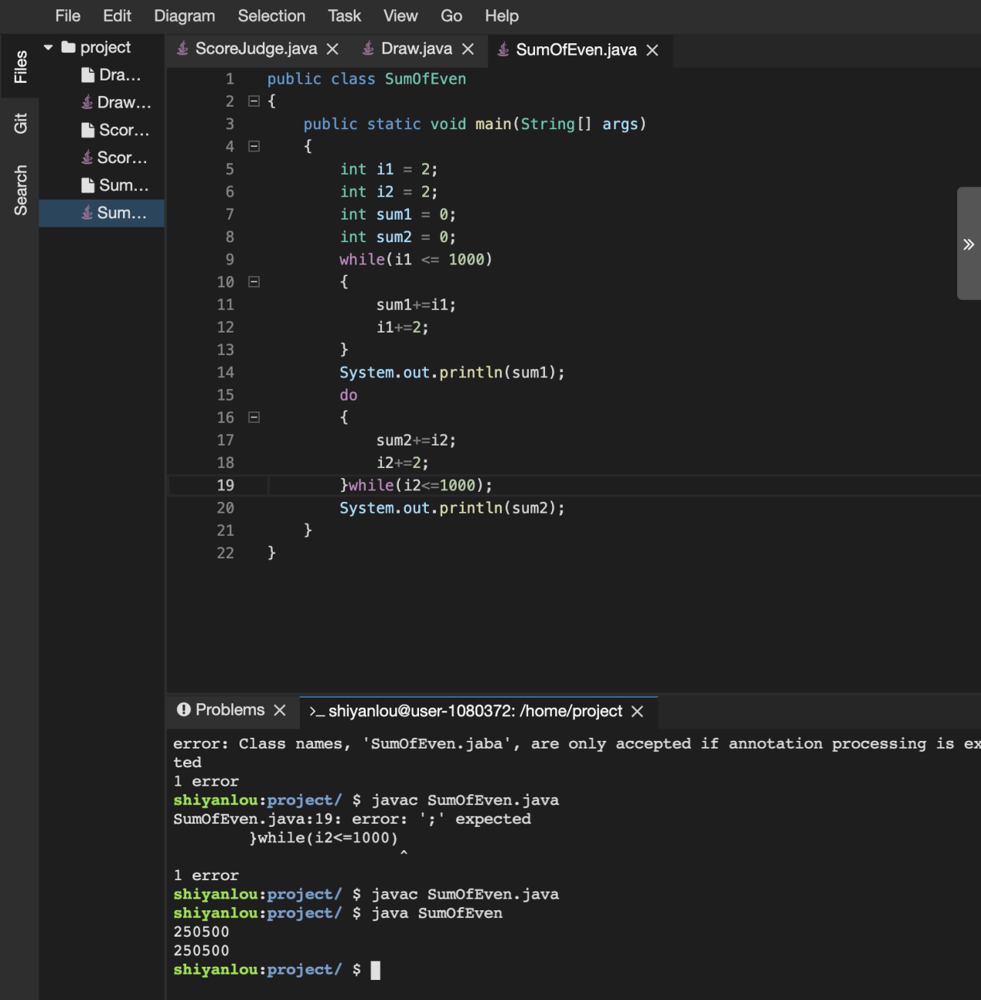 File Edit Diagram Selection Task View Go Help
Files
Git
Search
project
Dra...
Draw...
Scor...
Scor...
Sum...
Sum...
ScoreJudge.java Draw.java SumOfEven.java
1 public class SumOfEven
2 {
3     public static void main(String[] args)
4     {
5         int i1 = 2;
6         int i2 = 2;
7         int sum1 = 0;
8         int sum2 = 0;
9         while(i1 <= 1000)
10         {
11             sum1+=i1;
12             i1+=2;
13         }
14         System.out.println(sum1);
15         do
16         {
17             sum2+=i2;
18             i2+=2;
19         }while(i2<=1000);
20         System.out.println(sum2);
21     }
22 }
Problems >_ shiyanlou@user-1080372: /home/project
error: Class names, 'SumOfEven.jaba', are only accepted if annotation processing is ex
ted
1 error
shiyanlou:project/ $ javac SumOfEven.java
SumOfEven.java:19: error: ';' expected
        }while(i2<=1000)
^
1 error
shiyanlou:project/ $ javac SumOfEven.java
shiyanlou:project/ $ java SumOfEven
250500
250500
shiyanlou:project/ $